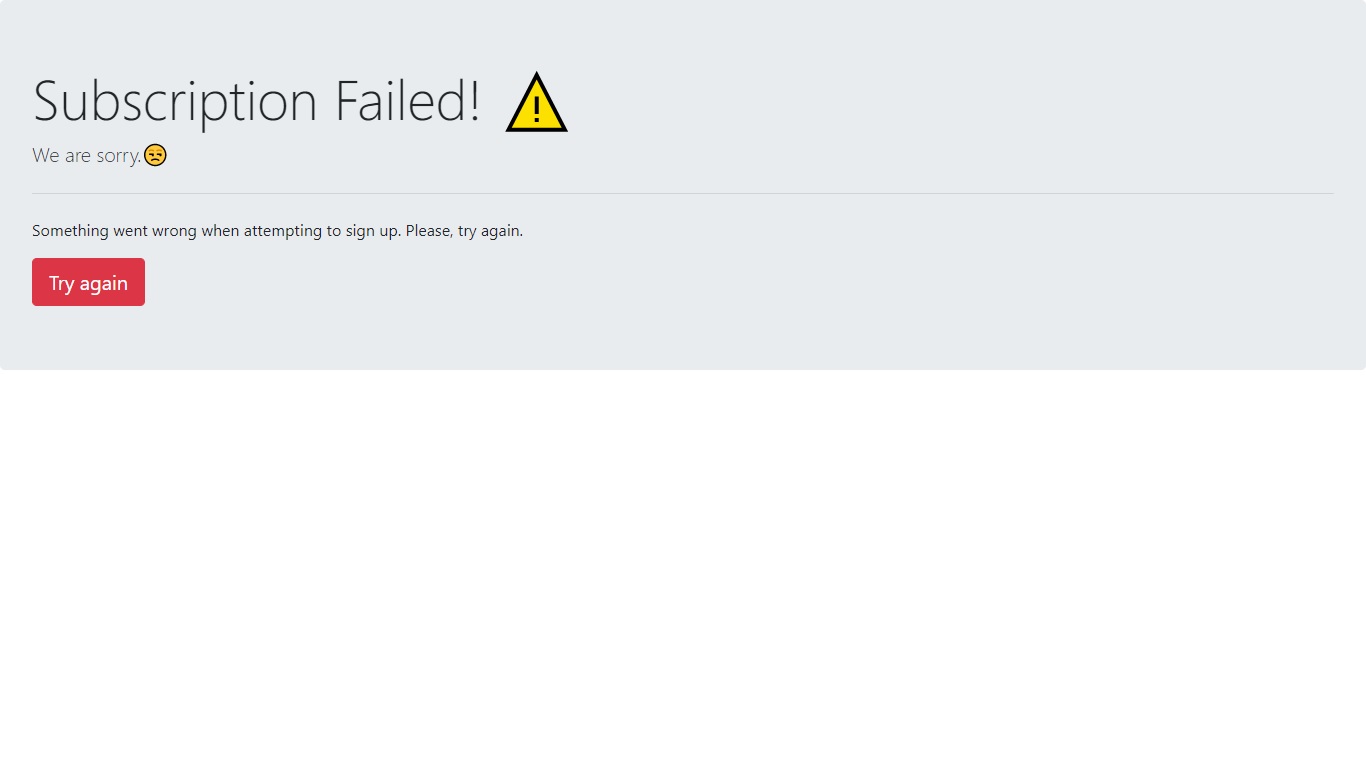 Subscription Failed! ⚠
We are sorry.😒
Something went wrong when attempting to sign up. Please, try again.
Try again